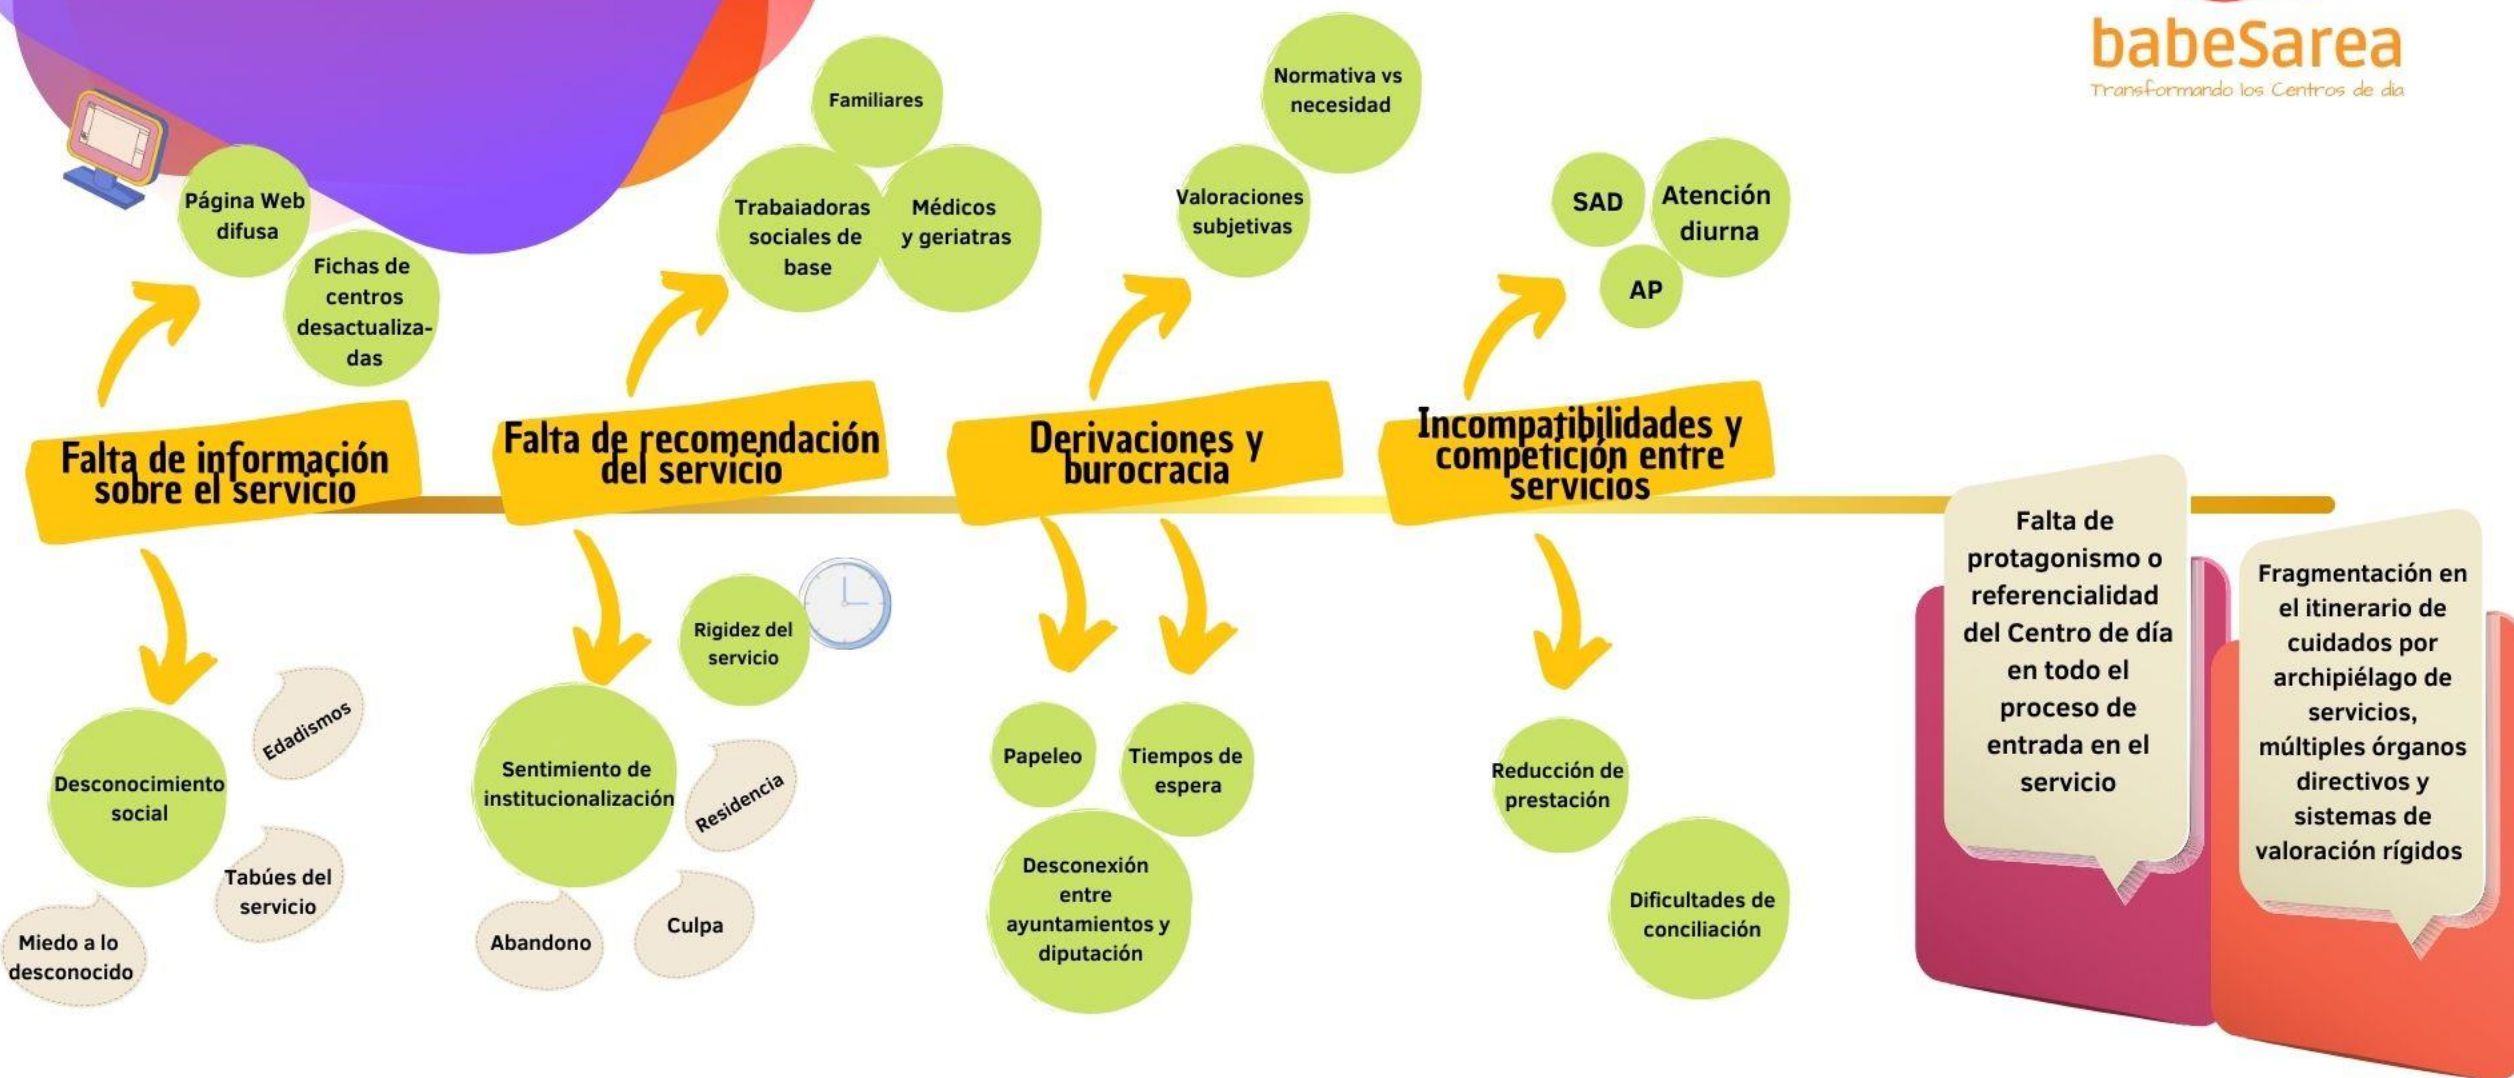 babeSarea
Transformando los Centros de día
Página Web
difusa
Fichas de
centros
desactualiza-
das
Falta de información
sobre el servicio
Desconocimiento
social
Edadismos
Tabúes del
servicio
Miedo a lo
desconocido
Familiares
Trabaiadoras
sociales de
base
Médicos
y geriatras
Falta de recomendación
del servicio
Rigidez del
servicio
Sentimiento de
institucionalización
Residencia
Culpa
Abandono
Normativa vs
necesidad
Valoraciones
subjetivas
Derivaciones y
burocracia
Papeleo
Tiempos de
espera
Desconexión
entre
ayuntamientos y
diputación
SAD
Atención
diurna
AP
Incompatibilidades y
competición entre
servicios
Reducción de
prestación
Dificultades de
conciliación
Falta de
protagonismo o
referencialidad
del Centro de día
en todo el
proceso de
entrada en el
servicio
Fragmentación en
el itinerario de
cuidados por
archipiélago de
servicios,
múltiples órganos
directivos y
sistemas de
valoración rígidos